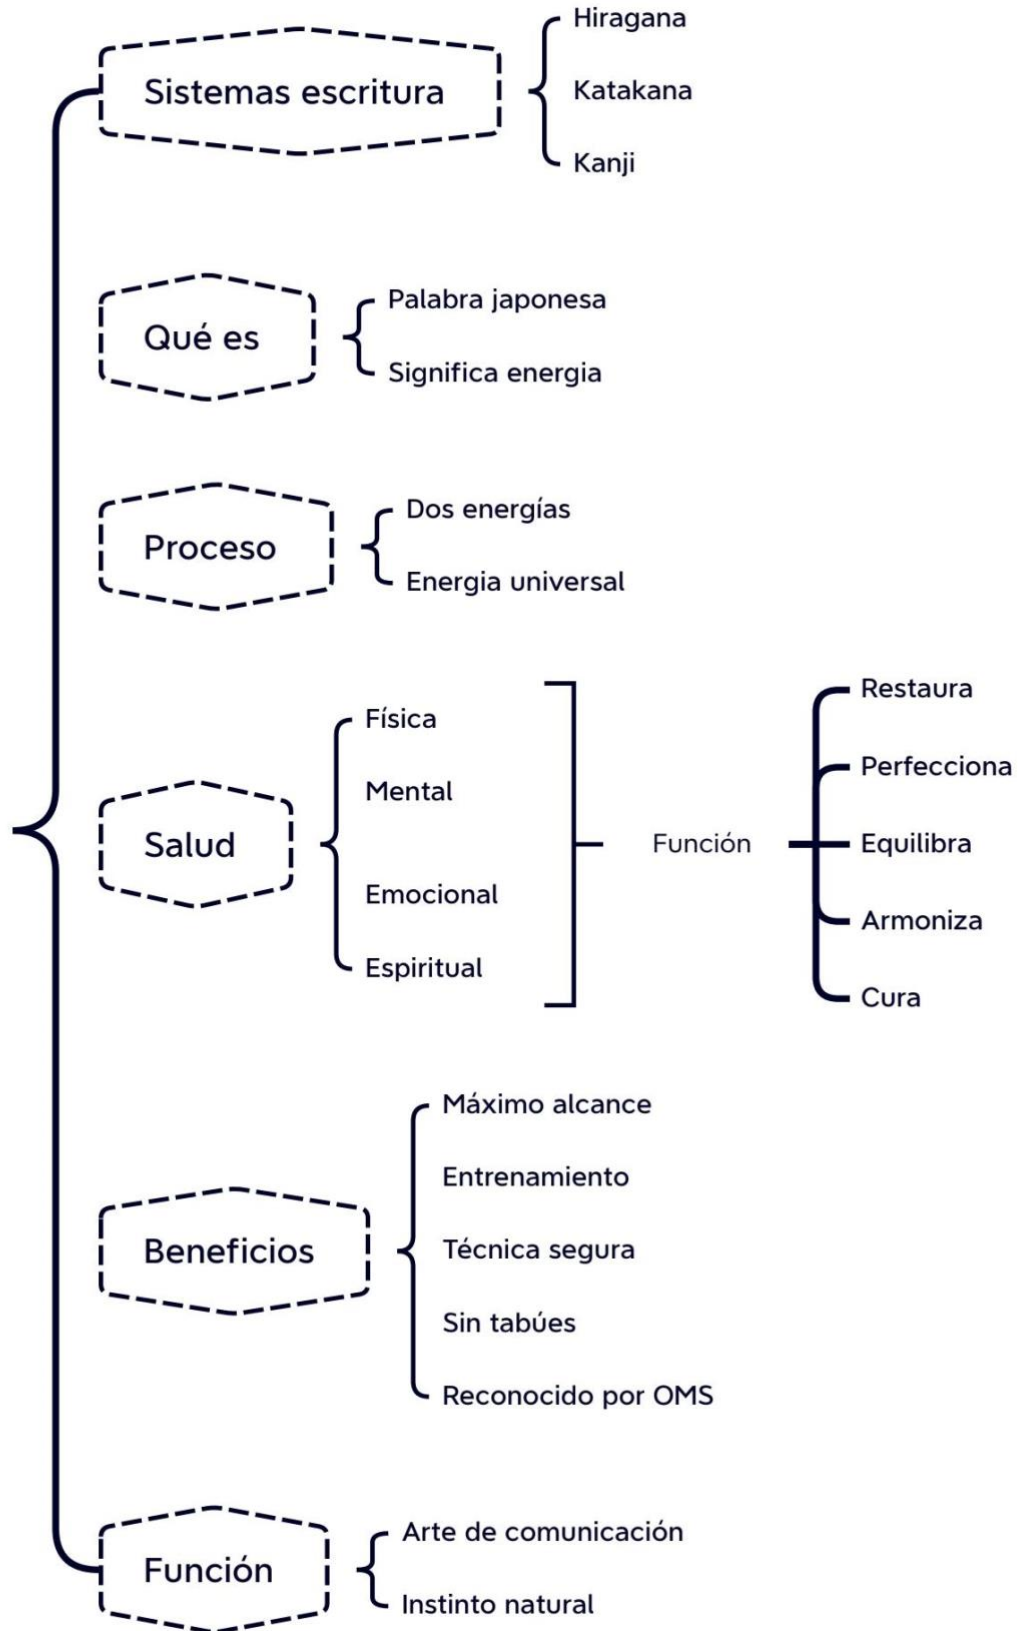 Sistemas escritura
Hiragana
Katakana
Kanji
Qué es
Palabra japonesa
Significa energia
Proceso
Dos energías
Energia universal
Salud
Física
Mental
Emocional
Espiritual
Función
Restaura
Perfecciona
Equilibra
Armoniza
Cura
Beneficios
Máximo alcance
Entrenamiento
Técnica segura
Sin tabúes
Reconocido por OMS
Función
Arte de comunicación
Instinto natural